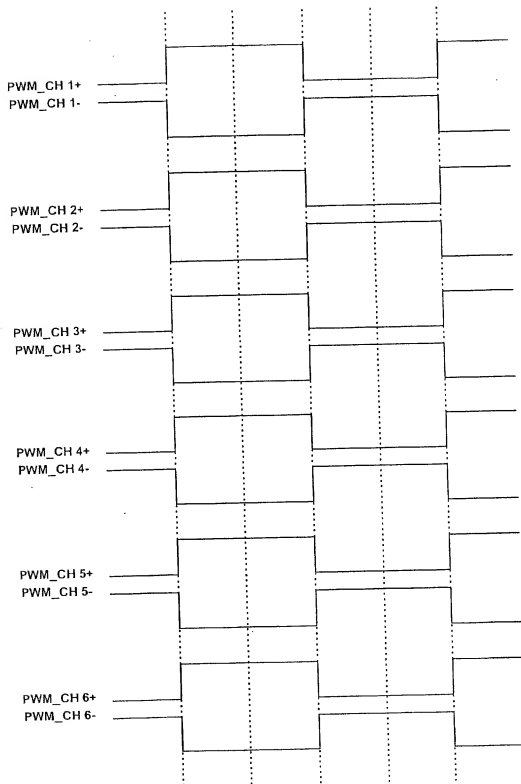 PWM_CH 1+
PWM_CH 1-
PWM_CH 2+
PWM_CH 2-
PWM_CH 3+
PWM_CH 3-
PWM_CH 4+
PWM_CH 4-
PWM_CH 5+
PWM_CH 5-
PWM_CH 6+
PWM_CH 6-